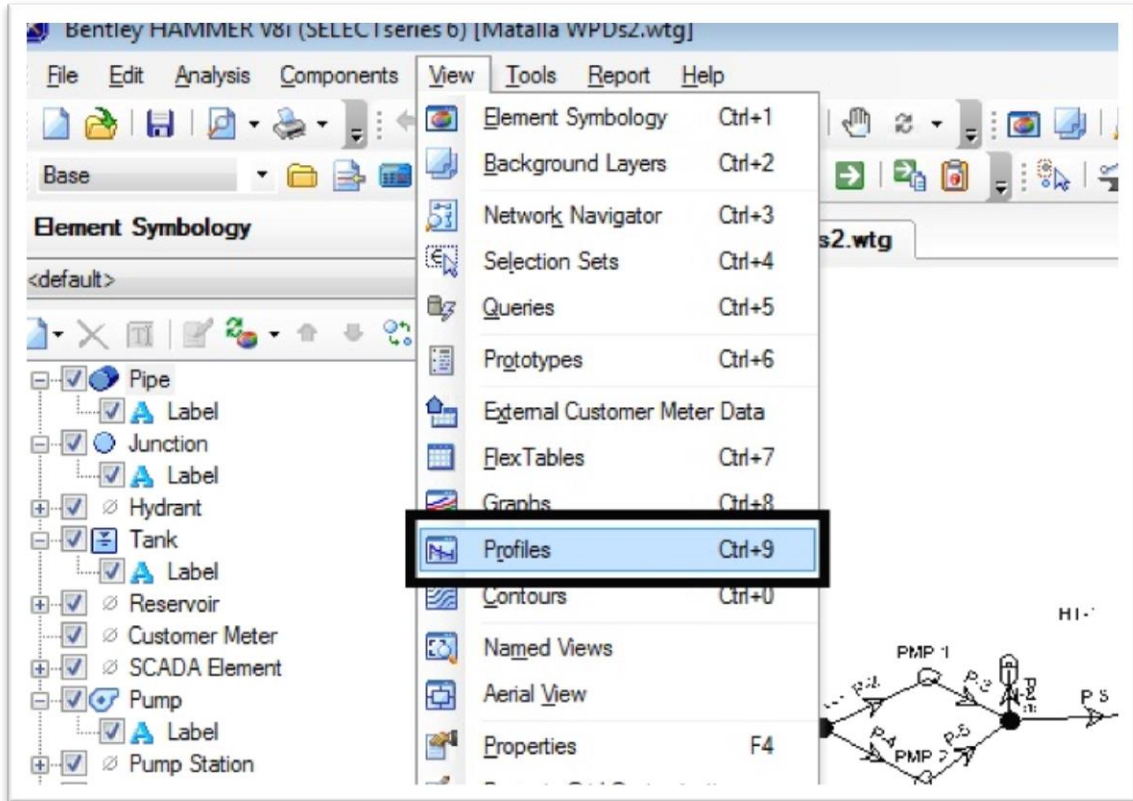 Bentley HAMMER V8i (SELECTseries 6) [Matalla WPDs2.wtg]
File Edit Analysis Components View Tools Report Help
Base
Element Symbology
<default>
Pipe
Label
Junction
Label
Hydrant
Tank
Label
Reservoir
Customer Meter
SCADA Element
Pump
Label
Pump Station
Element Symbology Ctrl+1
Background Layers Ctrl+2
Network Navigator Ctrl+3
Selection Sets Ctrl+4
Queries Ctrl+5
Prototypes Ctrl+6
External Customer Meter Data
FlexTables Ctrl+7
Graphs Ctrl+8
Profiles Ctrl+9
Contours Ctrl+0
Named Views
Aerial View
Properties F4
s2.wtg
PMP 1
P.4
PMP 2